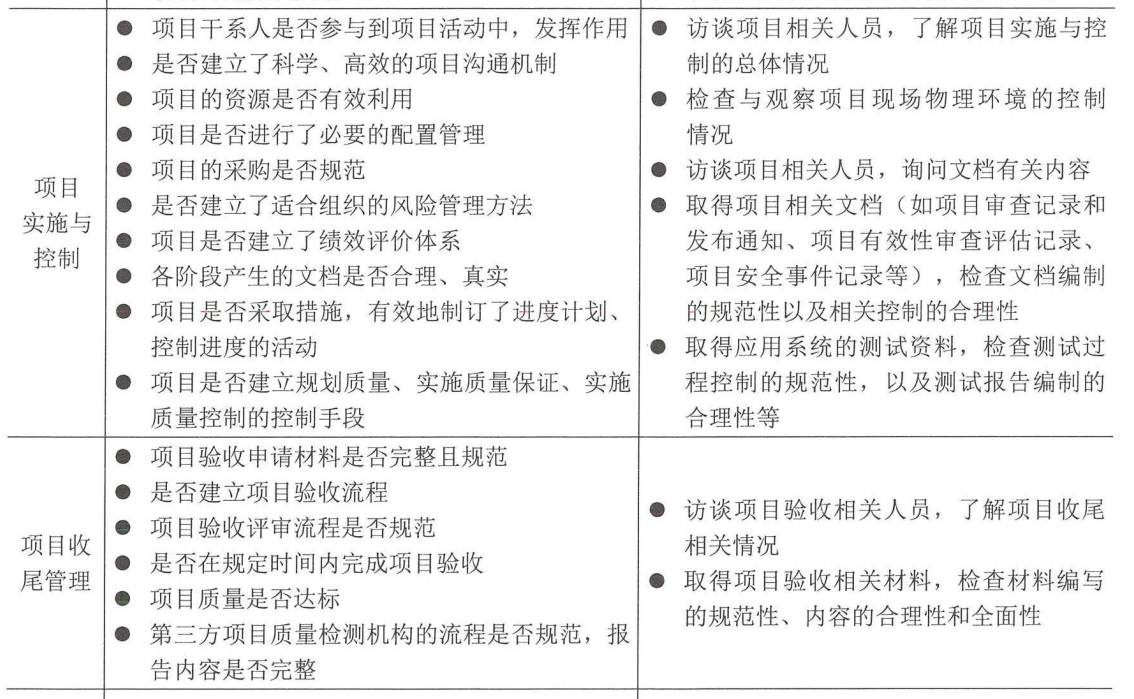 项目
实施与
控制
● 项目干系人是否参与到项目活动中，发挥作用
● 是否建立了科学、高效的项目沟通机制
● 项目的资源是否有效利用
● 项目是否进行了必要的配置管理
● 项目的采购是否规范
● 是否建立了适合组织的风险管理方法
● 项目是否建立了绩效评价体系
● 各阶段产生的文档是否合理、真实
● 项目是否采取措施，有效地制订了进度计划、
控制进度的活动
● 项目是否建立规划质量、实施质量保证、实施
质量控制的控制手段
● 访谈项目相关人员，了解项目实施与控
制的总体情况
● 检查与观察项目现场物理环境的控制
情况
● 访谈项目相关人员，询问文档有关内容
● 取得项目相关文档（如项目审查记录和
发布通知、项目有效性审查评估记录、
项目安全事件记录等），检查文档编制
的规范性以及相关控制的合理性
● 取得应用系统的测试资料，检查测试过
程控制的规范性，以及测试报告编制的
合理性等
项目收
尾管理
● 项目验收申请材料是否完整且规范
● 是否建立项目验收流程
● 项目验收评审流程是否规范
● 是否在规定时间内完成项目验收
● 项目质量是否达标
● 第三方项目质量检测机构的流程是否规范，报
告内容是否完整
● 访谈项目验收相关人员，了解项目收尾
相关情况
● 取得项目验收相关材料，检查材料编写
的规范性、内容的合理性和全面性